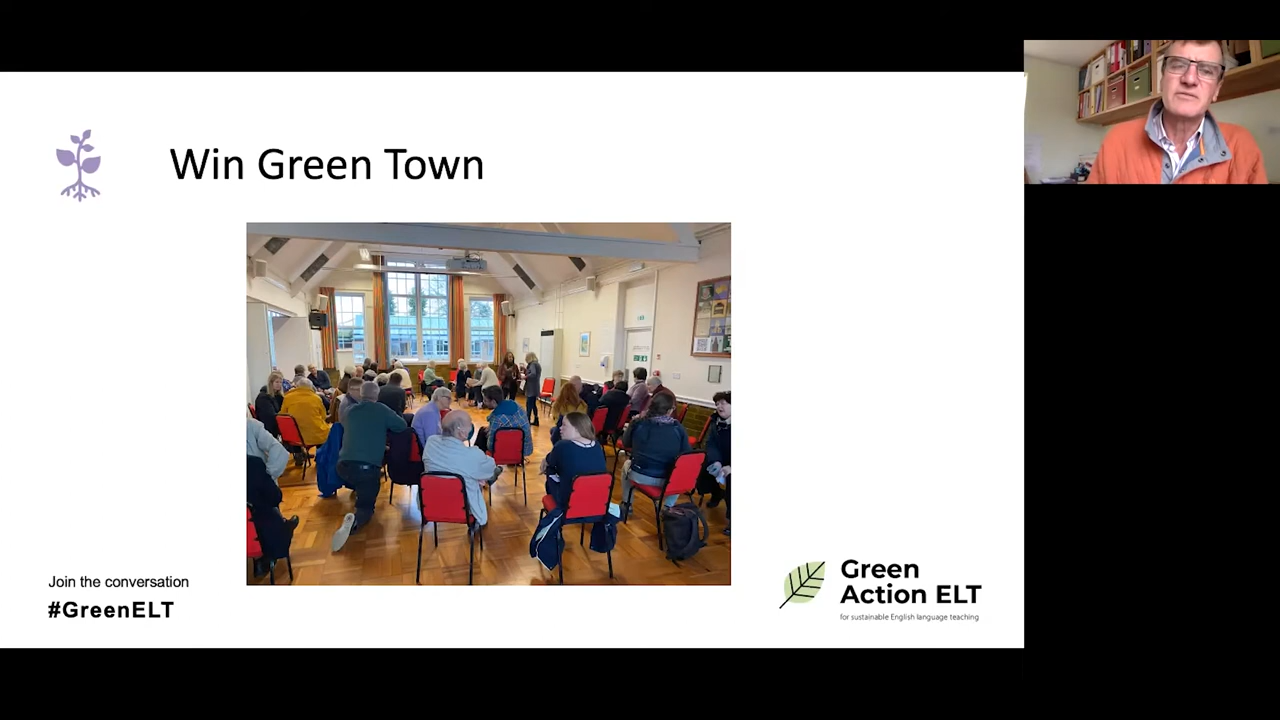 Win Green Town
Join the conversation
#GreenELT
Green
Action ELT
for sustainable English language teaching